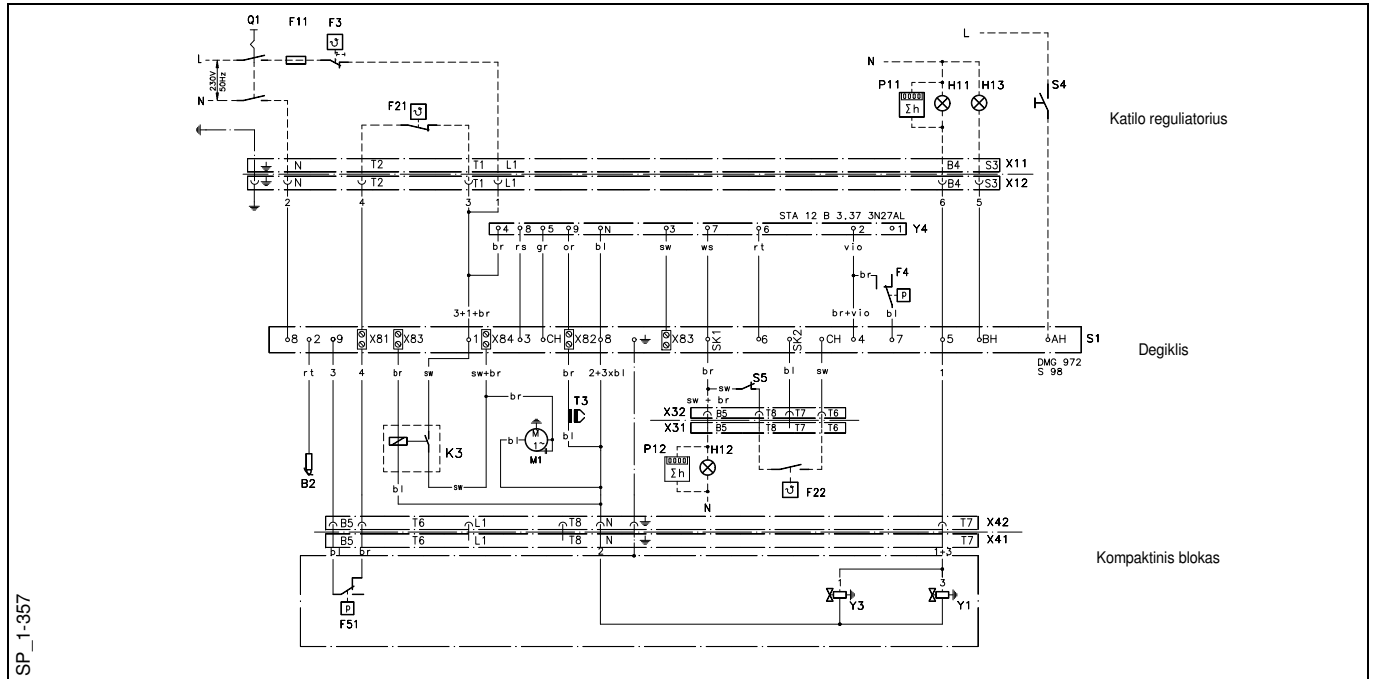 Q1 F11 F3
L
230V
50Hz
N
F21
L
N
P11 H11 H13 S4
Σh
Katilo reguliatorius
N T2 T1 L1 B4 S3 X11
N T2 T1 L1 B4 S3 X12
2 4 3 1 6 5
STA 12 B 3.37 3N27AL
4 8 5 9 N 3 7 6 2 1 Y4
br rs gr or bl sw ws rt vio
br F4
P
3+1+br br+vio bl
8 2 9 X81 X83 1 X84 3 CH X82 8 X83 SK1 6 SK2 CH 4 7 5 BH AH S1
Degiklis
DMG 972
S 98
rt 3 4 br sw sw+br br 2+3xbl br bl sw 1
sw S5
br T3
sw + br
X32 B5 T8 T7 T6
X31 B5 T8 T7 T6
K3 bl M 1~ bl
M1
P12 H12
Σh
B2 bl sw F22
N
B5 T6 L1 T8 N T7 X42
B5 T6 L1 T8 N T7 X41
bl br 2 1+3
Kompaktinis blokas
1 3
Y3 Y1
P
F51
SP_1-357